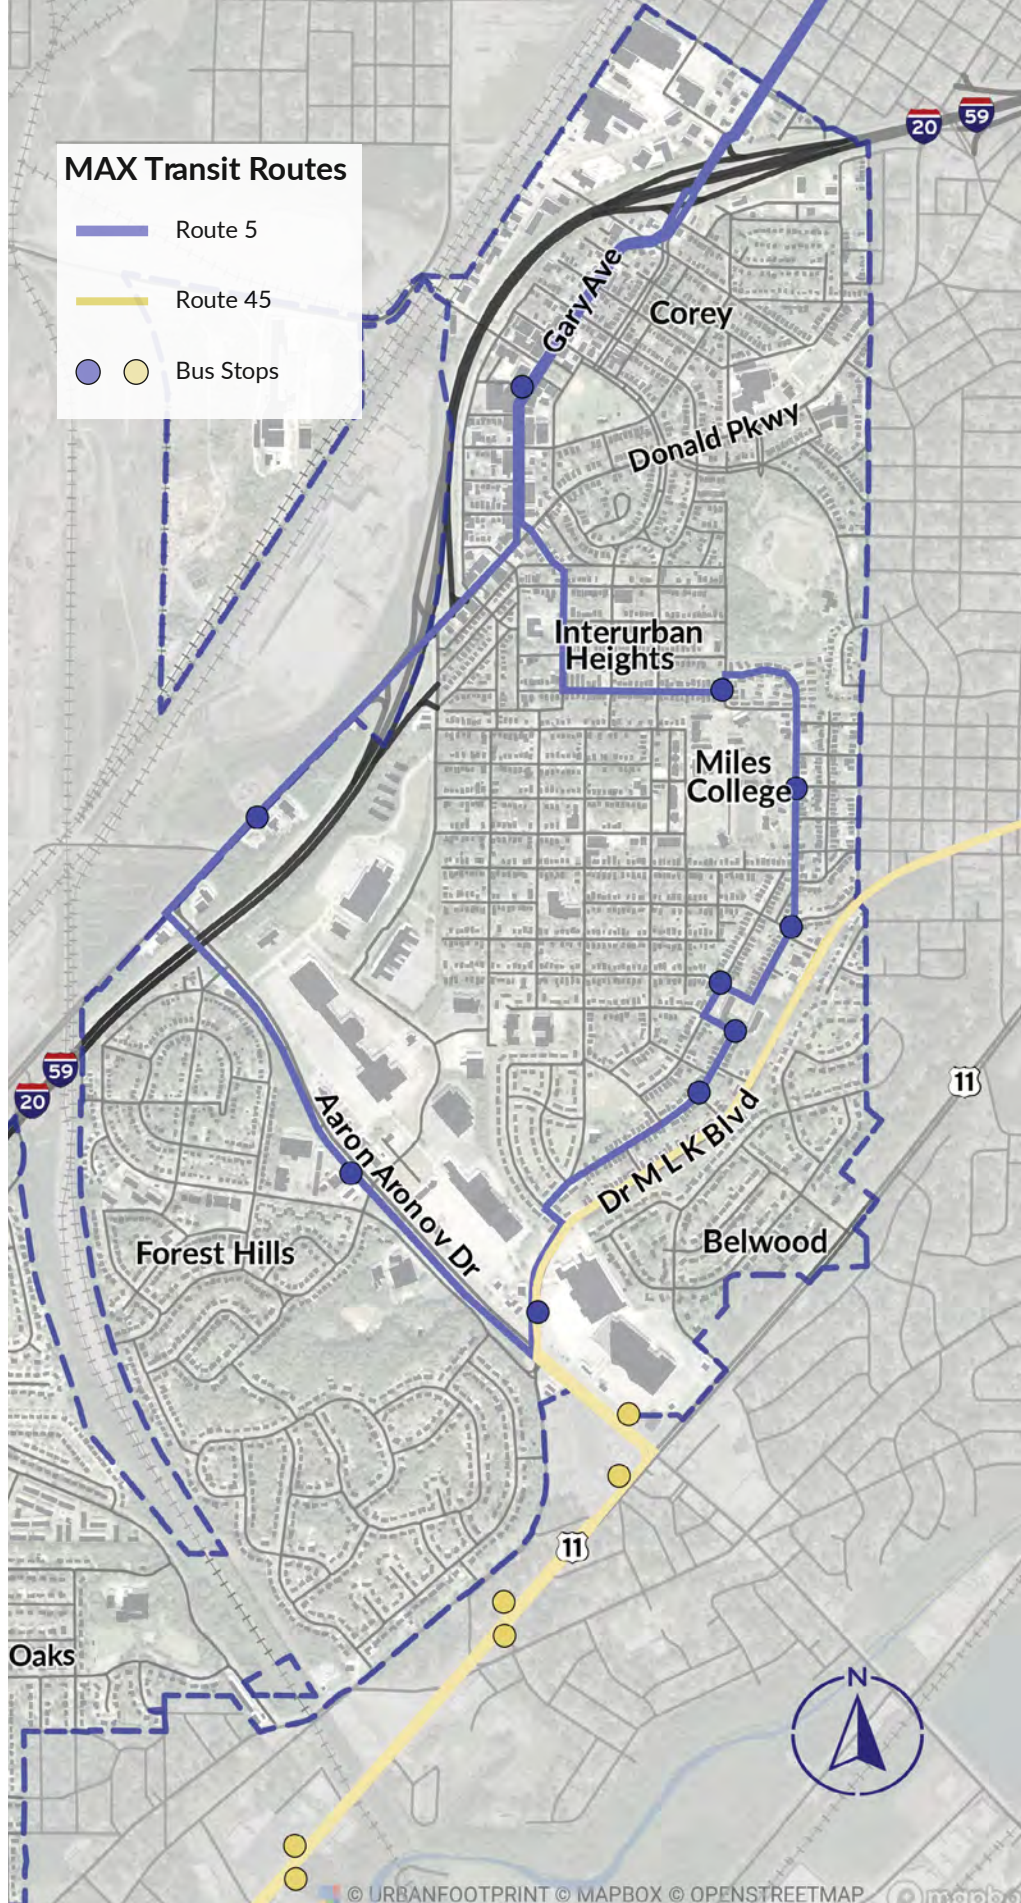 MAX Transit Routes
Route 5
Route 45
Bus Stops
20
59
Gary Ave
Corey
Donald Pkwy
Interurban
Heights
Miles
College
59
20
11
Aaron Aronov Dr
Dr M L K Blvd
Forest Hills
Belwood
11
Oaks
N
© URBANFOOTPRINT © MAPBOX © OPENSTREETMAP
mapbox